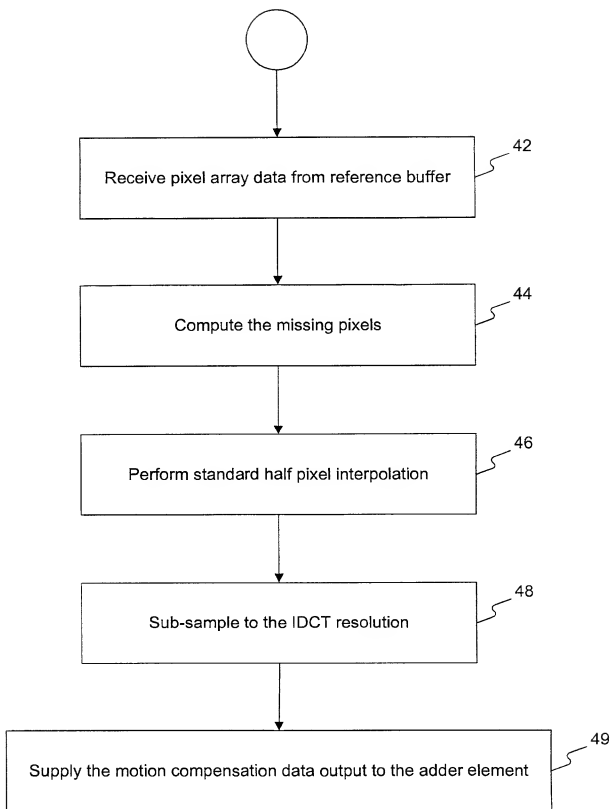 42
Receive pixel array data from reference buffer
44
Compute the missing pixels
46
Perform standard half pixel interpolation
48
Sub-sample to the IDCT resolution
49
Supply the motion compensation data output to the adder element